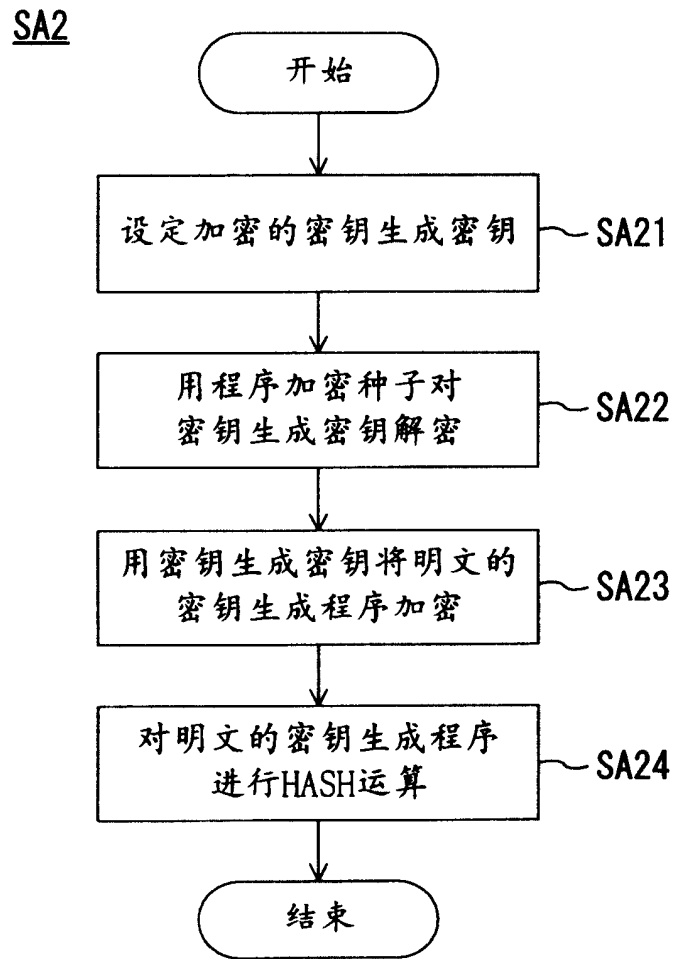 SA2
开始
设定加密的密钥生成密钥
SA21
用程序加密种子对
密钥生成密钥解密
SA22
用密钥生成密钥将明文的
密钥生成程序加密
SA23
对明文的密钥生成程序
进行HASH运算
SA24
结束